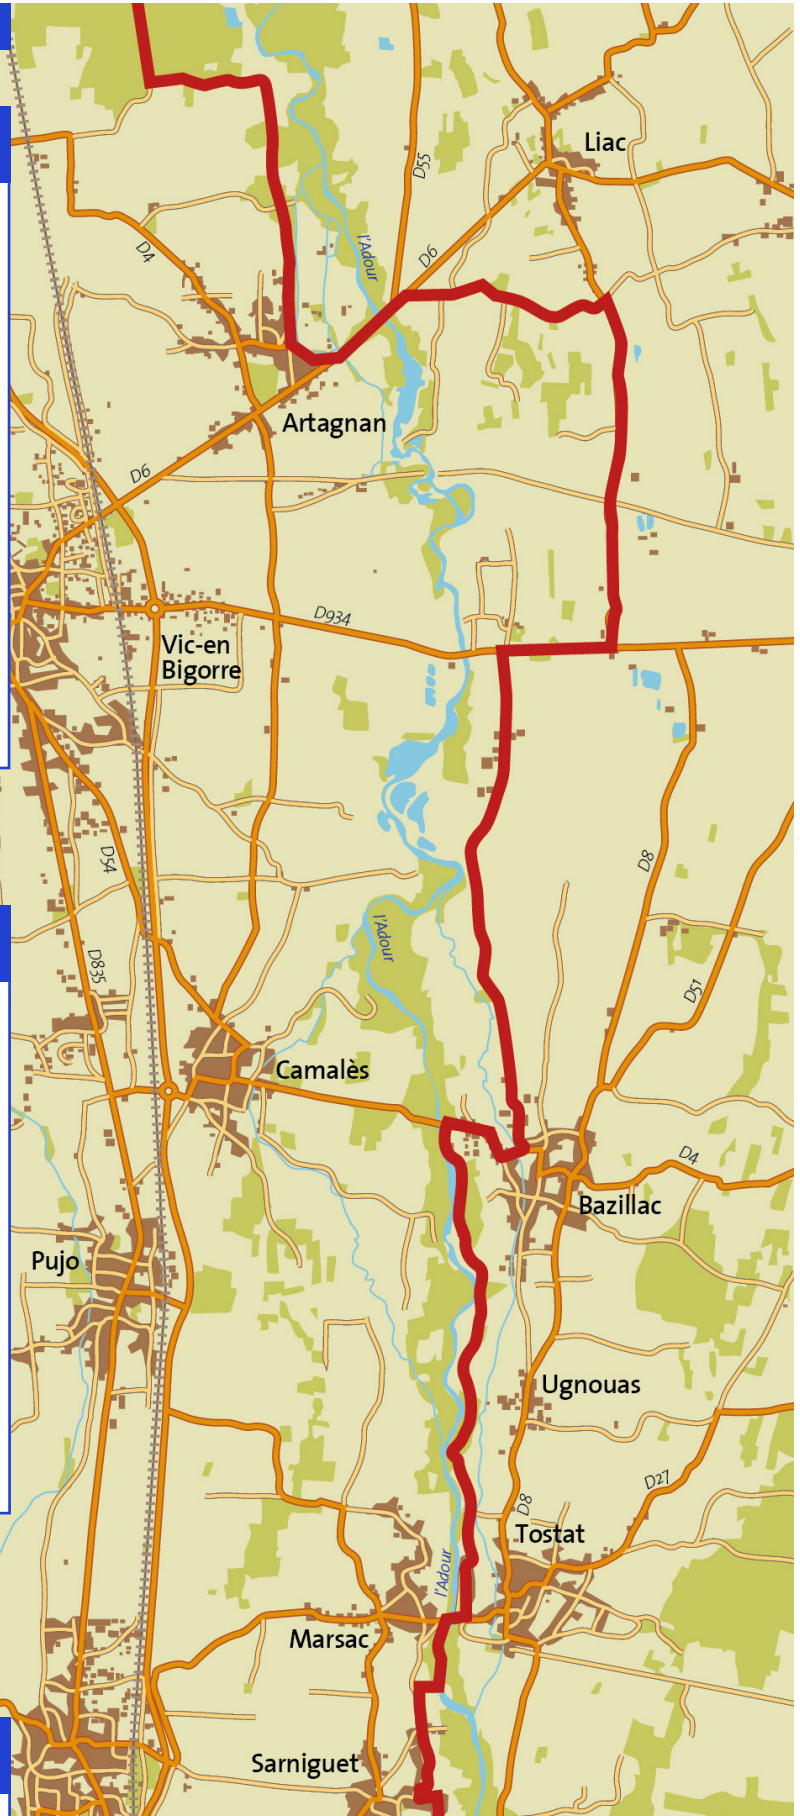 Liac
D55
l'Adour
D6
D4
Artagnan
D6
D934
Vic-en
Bigorre
D54
D8
l'Adour
D835
D51
Camalès
D4
Bazillac
Pujo
Ugnouas
D27
D8
Tostat
l'Adour
Marsac
Sarniguet